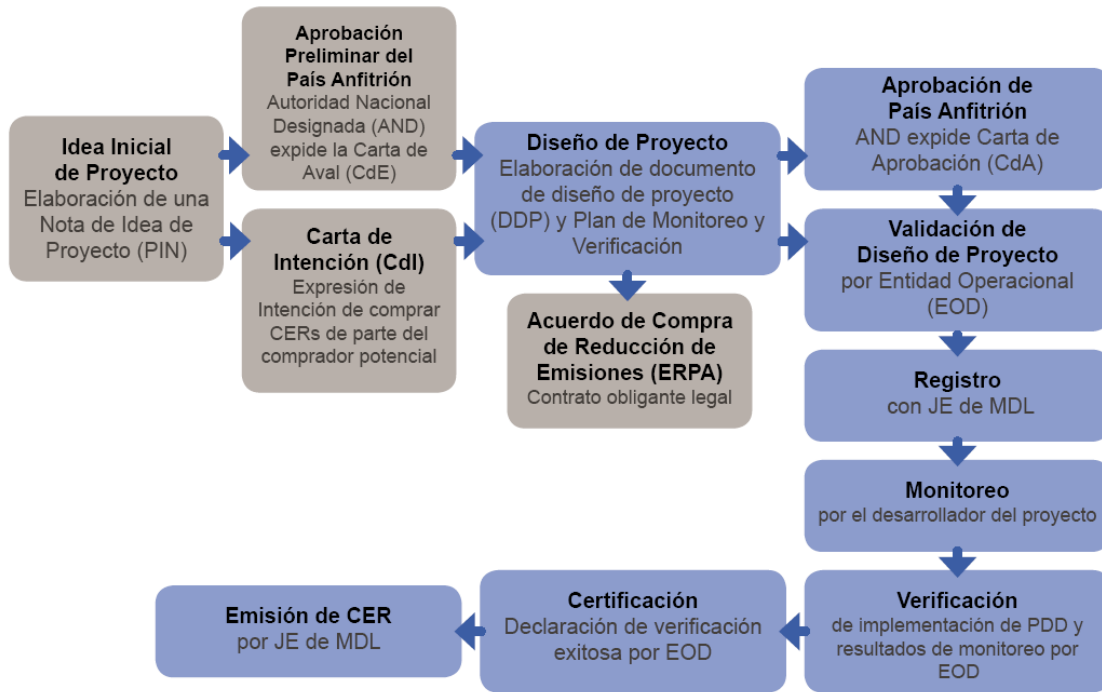 Idea Inicial
de Proyecto
Elaboración de una
Nota de Idea de
Proyecto (PIN)
Aprobación
Preliminar del
País Anfitrión
Autoridad Nacional
Designada (AND)
expide la Carta de
Aval (CdE)
Carta de
Intención (CdI)
Expresión de
Intención de comprar
CERs de parte del
comprador potencial
Diseño de Proyecto
Elaboración de documento
de diseño de proyecto
(DDP) y Plan de Monitoreo y
Verificación
Acuerdo de Compra
de Reducción de
Emisiones (ERPA)
Contrato obligante legal
Aprobación de
País Anfitrión
AND expide Carta de
Aprobación (CdA)
Validación de
Diseño de Proyecto
por Entidad Operacional
(EOD)
Registro
con JE de MDL
Monitoreo
por el desarrollador del proyecto
Verificación
de implementación de PDD y
resultados de monitoreo por
EOD
Certificación
Declaración de verificación
exitosa por EOD
Emisión de CER
por JE de MDL